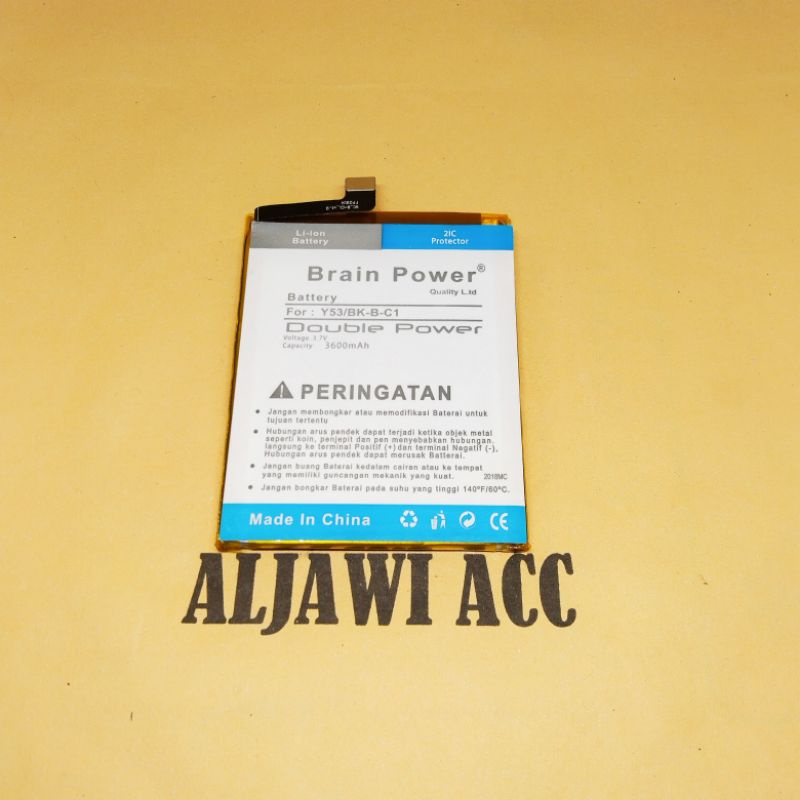 Li-ion
Battery
2IC
Protector
Brain Power®
Quality L.td
Battery
For : Y53/BK-B-C1
Double Power
Voltage 3.7V
Capacity 3600mAh
PERINGATAN
• Jangan membongkar atau memodifikasi Baterai untuk
tujuan tertentu
• Hubungan arus pendek dapat terjadi ketika objek metal
seperti koin, penjepit dan pen menyebabkan hubungan.
langsung ke terminal Positif (+) dan terminal Negatif (-),
Hubungan arus pendek dapat merusak Baterai.
• Jangan buang Baterai kedalam cairan atau ke tempat
yang memiliki guncangan mekanik yang kuat.
2018MC
• Jangan bongkar Baterai pada suhu yang tinggi 140°F/60°C.
Made In China
CE
ALJAWI ACC